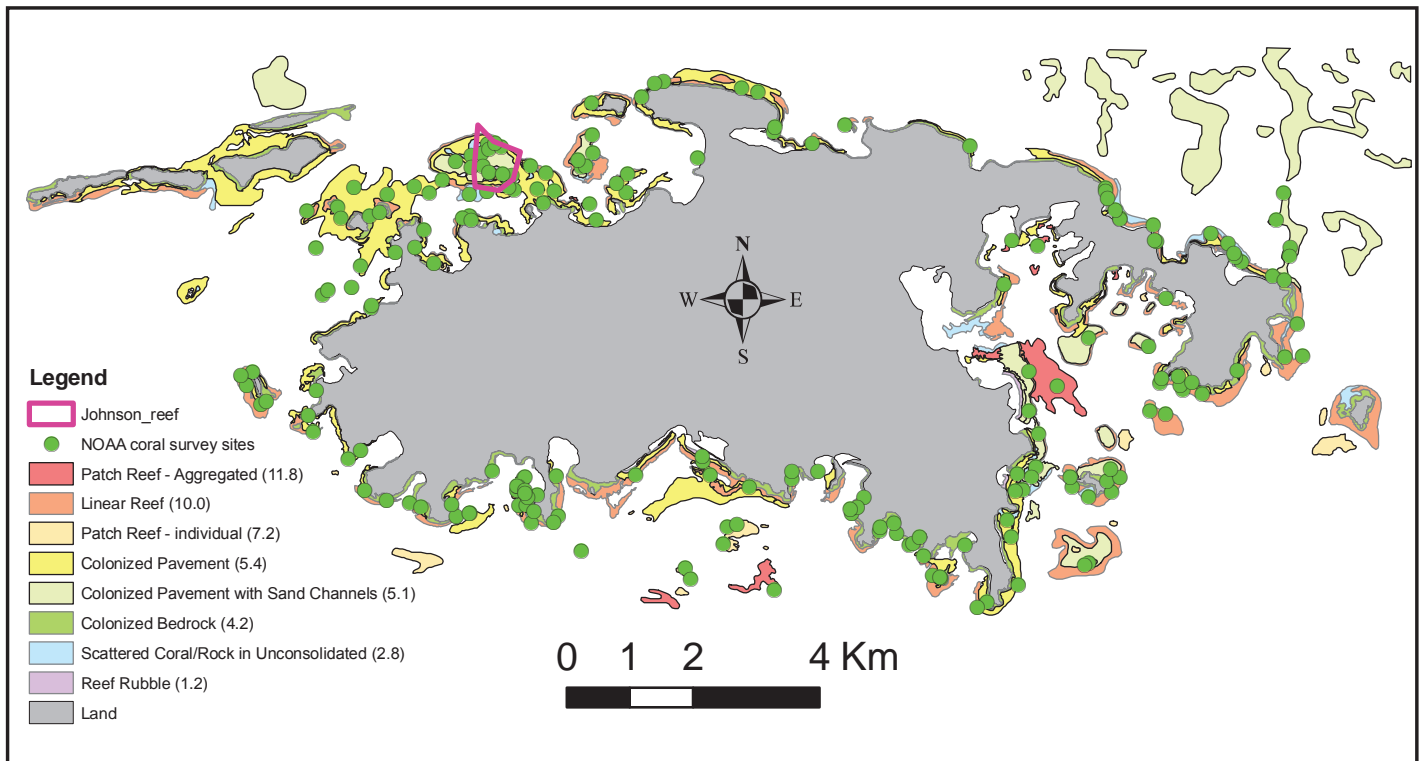 N
W E
S
Legend
Johnson_reef
NOAA coral survey sites
Patch Reef - Aggregated (11.8)
Linear Reef (10.0)
Patch Reef - individual (7.2)
Colonized Pavement (5.4)
Colonized Pavement with Sand Channels (5.1)
Colonized Bedrock (4.2)
Scattered Coral/Rock in Unconsolidated (2.8)
Reef Rubble (1.2)
Land
0 1 2 4 Km